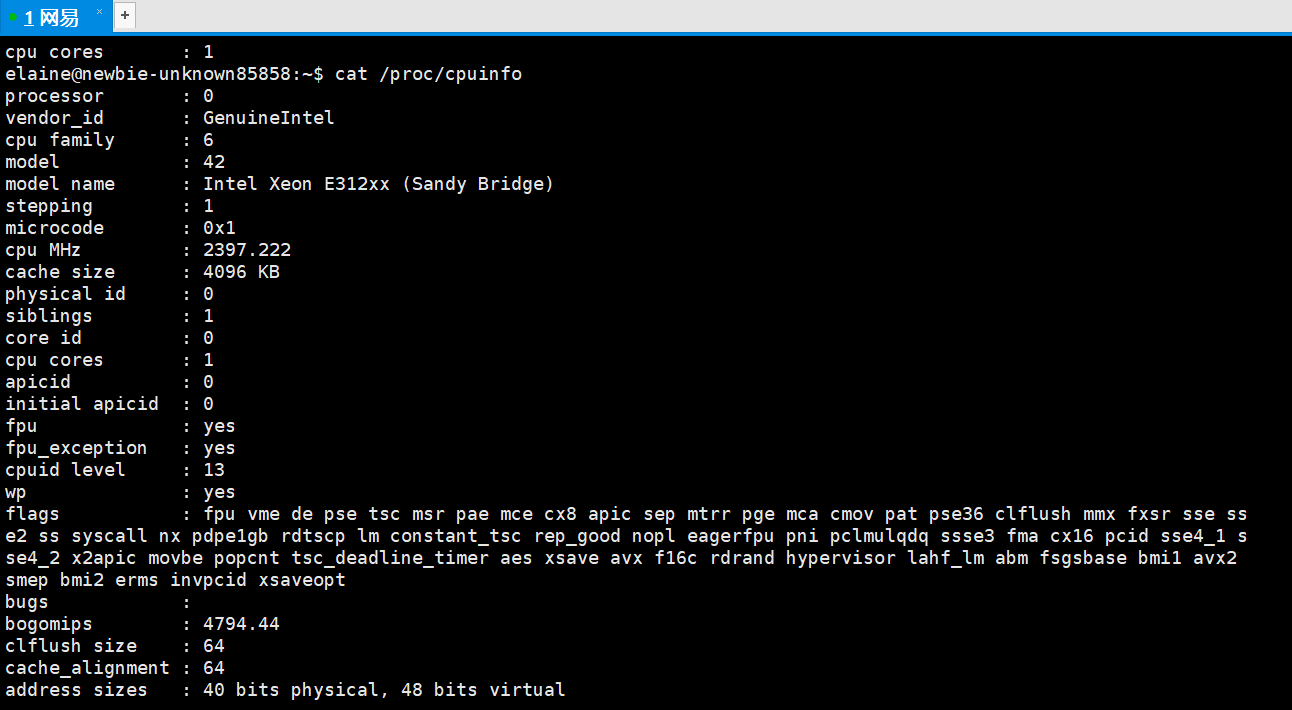 1 网易 × +
cpu cores : 1
elaine@newbie-unknown85858:~$ cat /proc/cpuinfo
processor : 0
vendor_id : GenuineIntel
cpu family : 6
model : 42
model name : Intel Xeon E312xx (Sandy Bridge)
stepping : 1
microcode : 0x1
cpu MHz : 2397.222
cache size : 4096 KB
physical id : 0
siblings : 1
core id : 0
cpu cores : 1
apicid : 0
initial apicid : 0
fpu : yes
fpu_exception : yes
cpuid level : 13
wp : yes
flags : fpu vme de pse tsc msr pae mce cx8 apic sep mtrr pge mca cmov pat pse36 clflush mmx fxsr sse ss
e2 ss syscall nx pdpe1gb rdtscp lm constant_tsc rep_good nopl eagerfpu pni pclmulqdq ssse3 fma cx16 pcid sse4_1 s
se4_2 x2apic movbe popcnt tsc_deadline_timer aes xsave avx f16c rdrand hypervisor lahf_lm abm fsgsbase bmi1 avx2
smep bmi2 erms invpcid xsaveopt
bugs :
bogomips : 4794.44
clflush size : 64
cache_alignment : 64
address sizes : 40 bits physical, 48 bits virtual